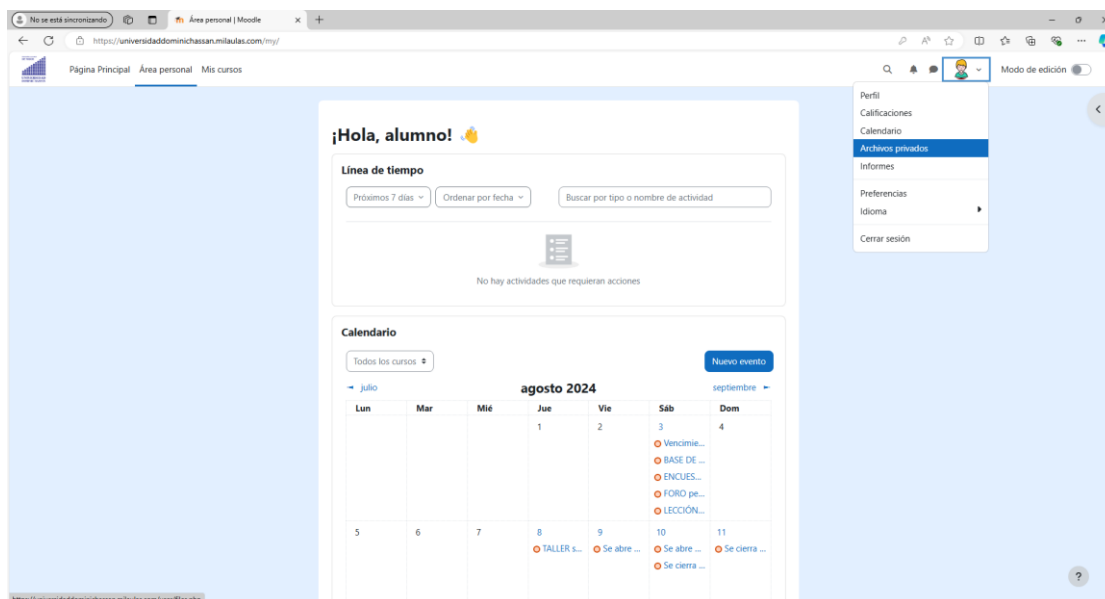 No se está sincronizando
Área personal | Moodle
https://universidaddominichassan.milaulas.com/my/
Página Principal Área personal Mis cursos
Modo de edición
Perfil
Calificaciones
Calendario
Archivos privados
Informes
Preferencias
Idioma
Cerrar sesión
¡Hola, alumno!
Línea de tiempo
Próximos 7 días Ordenar por fecha Buscar por tipo o nombre de actividad
No hay actividades que requieran acciones
Calendario
Todos los cursos Nuevo evento
julio agosto 2024 septiembre
Lun Mar Mié Jue Vie Sáb Dom
1 2 3 4
Vencimie...
BASE DE ...
ENCUES...
FORO pe...
LECCIÓN...
5 6 7 8 9 10 11
TALLER s... Se abre ... Se abre ... Se cierra ...
Se cierra ...
?